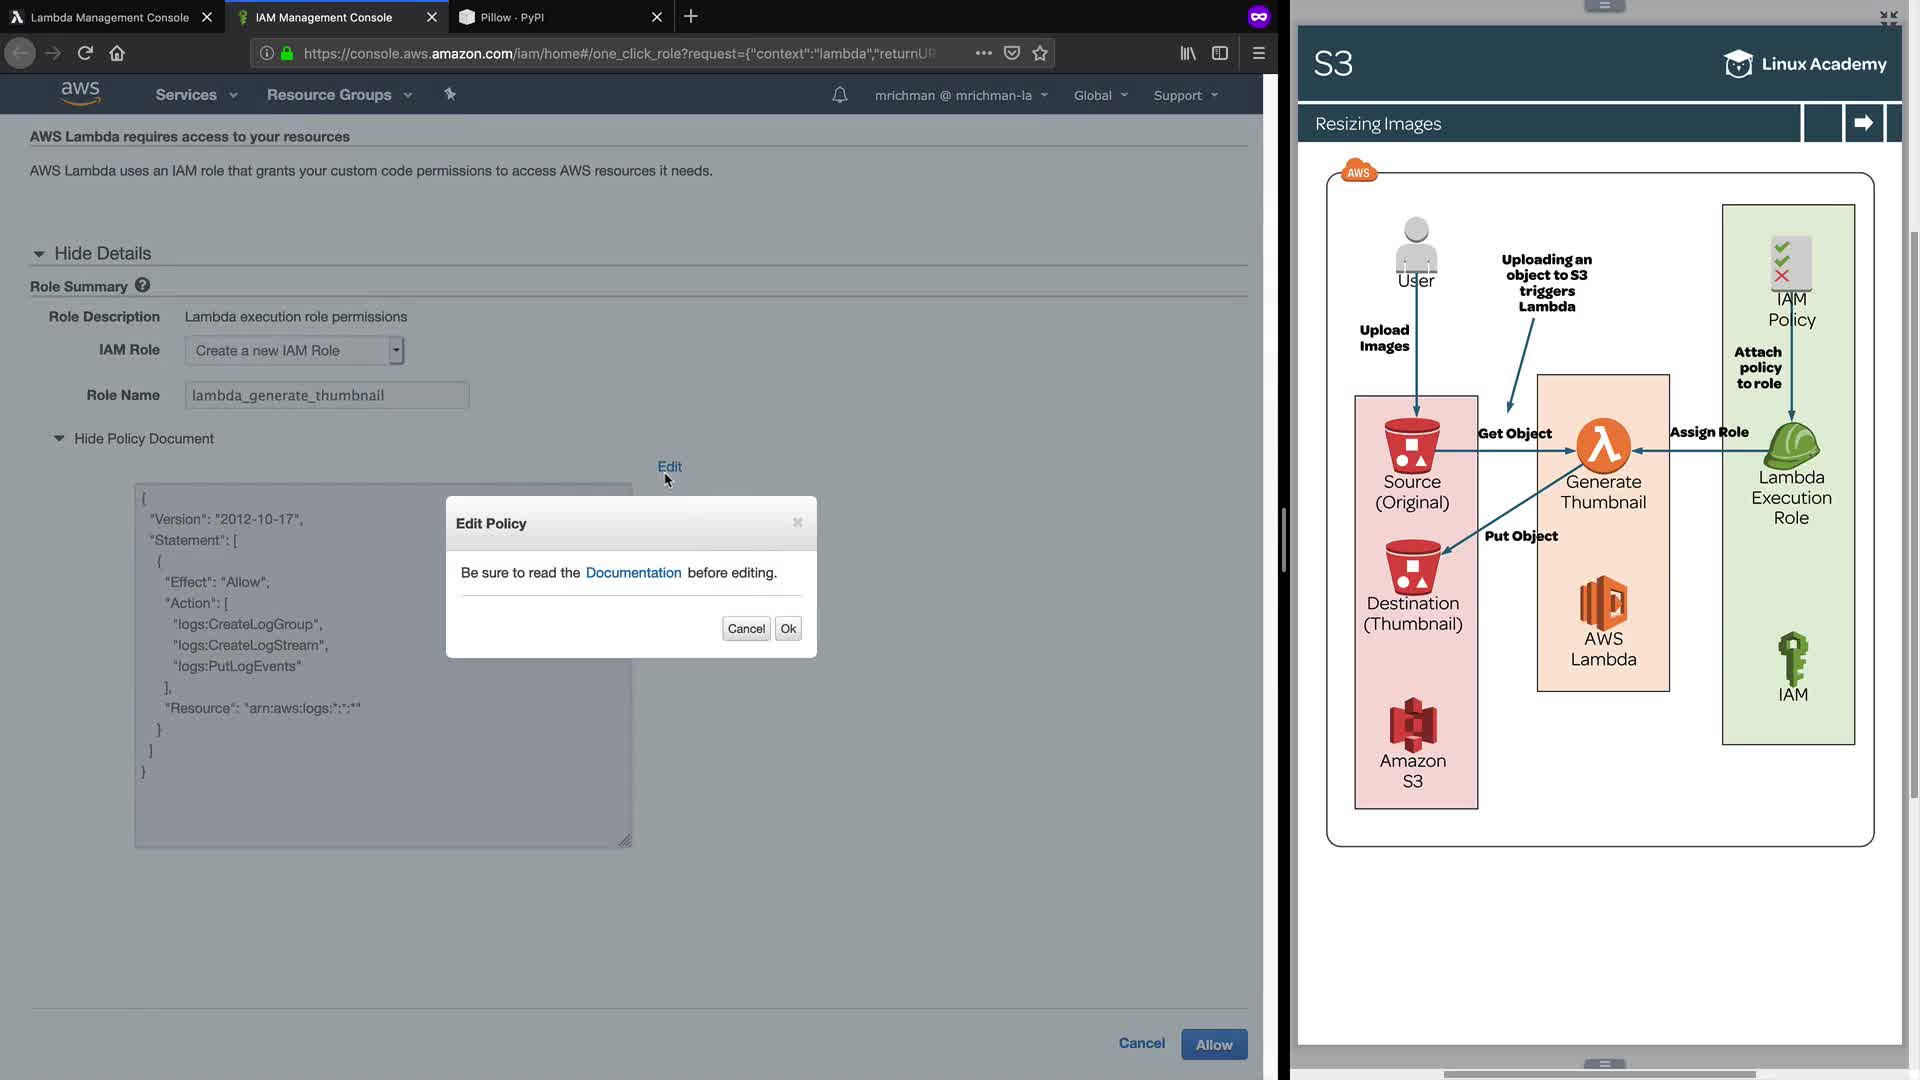 Lambda Management Console
IAM Management Console
Pillow · PyPI
https://console.aws.amazon.com/iam/home#/one_click_role?request={"context":"lambda","returnUR
aws
Services
Resource Groups
mrichman @ mrichman-la
Global
Support
AWS Lambda requires access to your resources
AWS Lambda uses an IAM role that grants your custom code permissions to access AWS resources it needs.
Hide Details
Role Summary ?
Role Description
Lambda execution role permissions
IAM Role
Create a new IAM Role
Role Name
lambda_generate_thumbnail
Hide Policy Document
Edit
{
"Version": "2012-10-17",
"Statement": [
{
"Effect": "Allow",
"Action": [
"logs:CreateLogGroup",
"logs:CreateLogStream",
"logs:PutLogEvents"
],
"Resource": "arn:aws:logs:*:*:*"
}
]
}
Edit Policy
Be sure to read the Documentation before editing.
Cancel
Ok
Cancel
Allow
S3
Linux Academy
Resizing Images
AWS
User
Uploading an
object to S3
triggers
Lambda
Upload
Images
IAM
Policy
Attach
policy
to role
Get Object
Assign Role
Source
(Original)
Generate
Thumbnail
Lambda
Execution
Role
Put Object
Destination
(Thumbnail)
AWS
Lambda
IAM
Amazon
S3